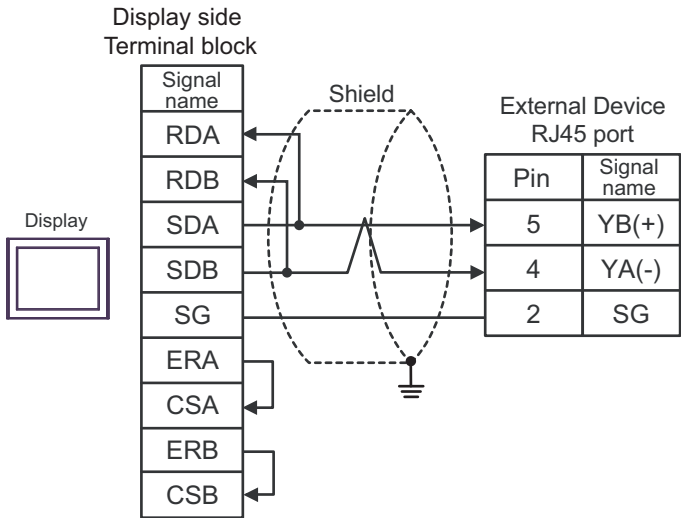 Display side
Terminal block
Signal
name
Shield
External Device
RJ45 port
RDA
RDB
Pin
Signal
name
Display
SDA
5
YB(+)
SDB
4
YA(-)
SG
2
SG
ERA
CSA
ERB
CSB